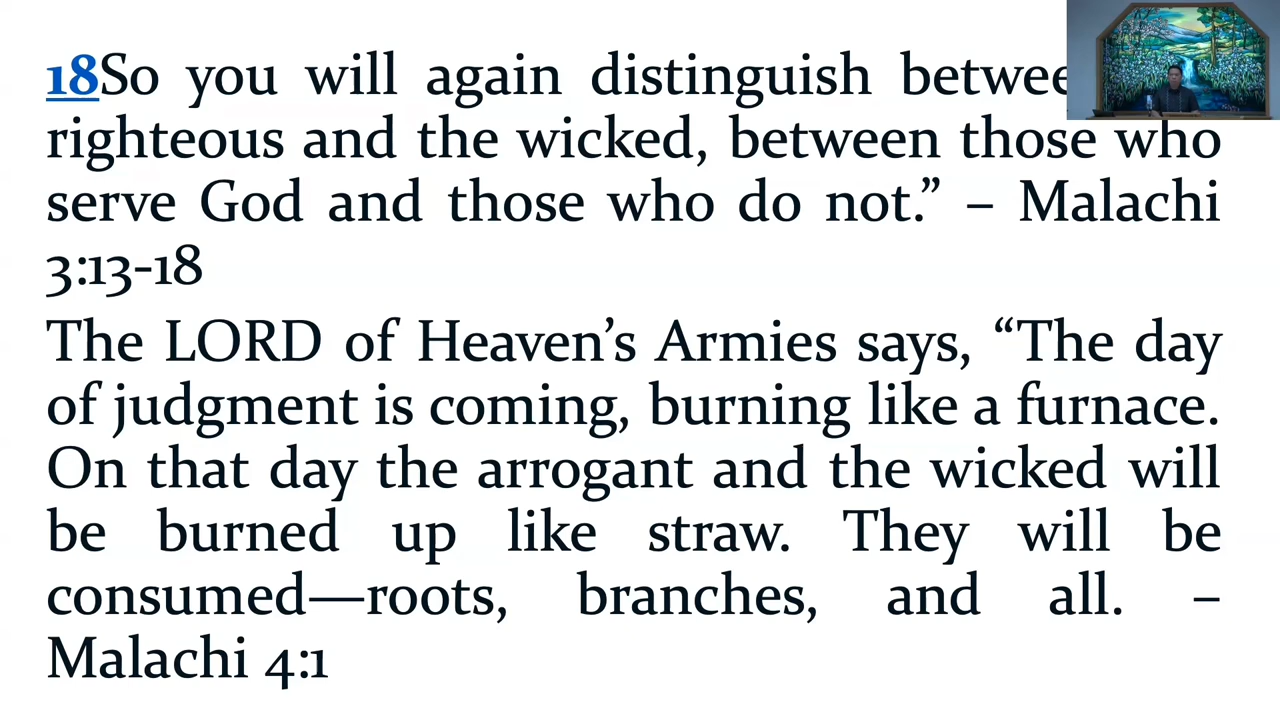 18So you will again distinguish betwee
righteous and the wicked, between those who
serve God and those who do not.” – Malachi
3:13-18
The LORD of Heaven’s Armies says, “The day
of judgment is coming, burning like a furnace.
On that day the arrogant and the wicked will
be burned up like straw. They will be
consumed—roots, branches, and all. –
Malachi 4:1